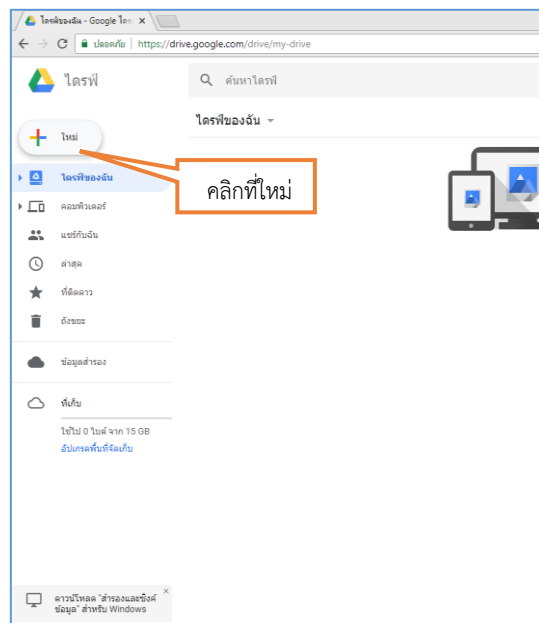 ไดรฟ์ของฉัน - Google ไดร
ปลอดภัย | https://drive.google.com/drive/my-drive
ไดรฟ์
ค้นหาไดรฟ์
ไดรฟ์ของฉัน
ใหม่
คลิกที่ใหม่
ไดรฟ์ของฉัน
คอมพิวเตอร์
แชร์กับฉัน
ล่าสุด
ที่ติดดาว
ถังขยะ
ข้อมูลสำรอง
ที่เก็บ
ใช้ไป 0 ไบต์ จาก 15 GB
อัปเกรดพื้นที่จัดเก็บ
ดาวน์โหลด "สำรองและซิงค์
ข้อมูล" สำหรับ Windows